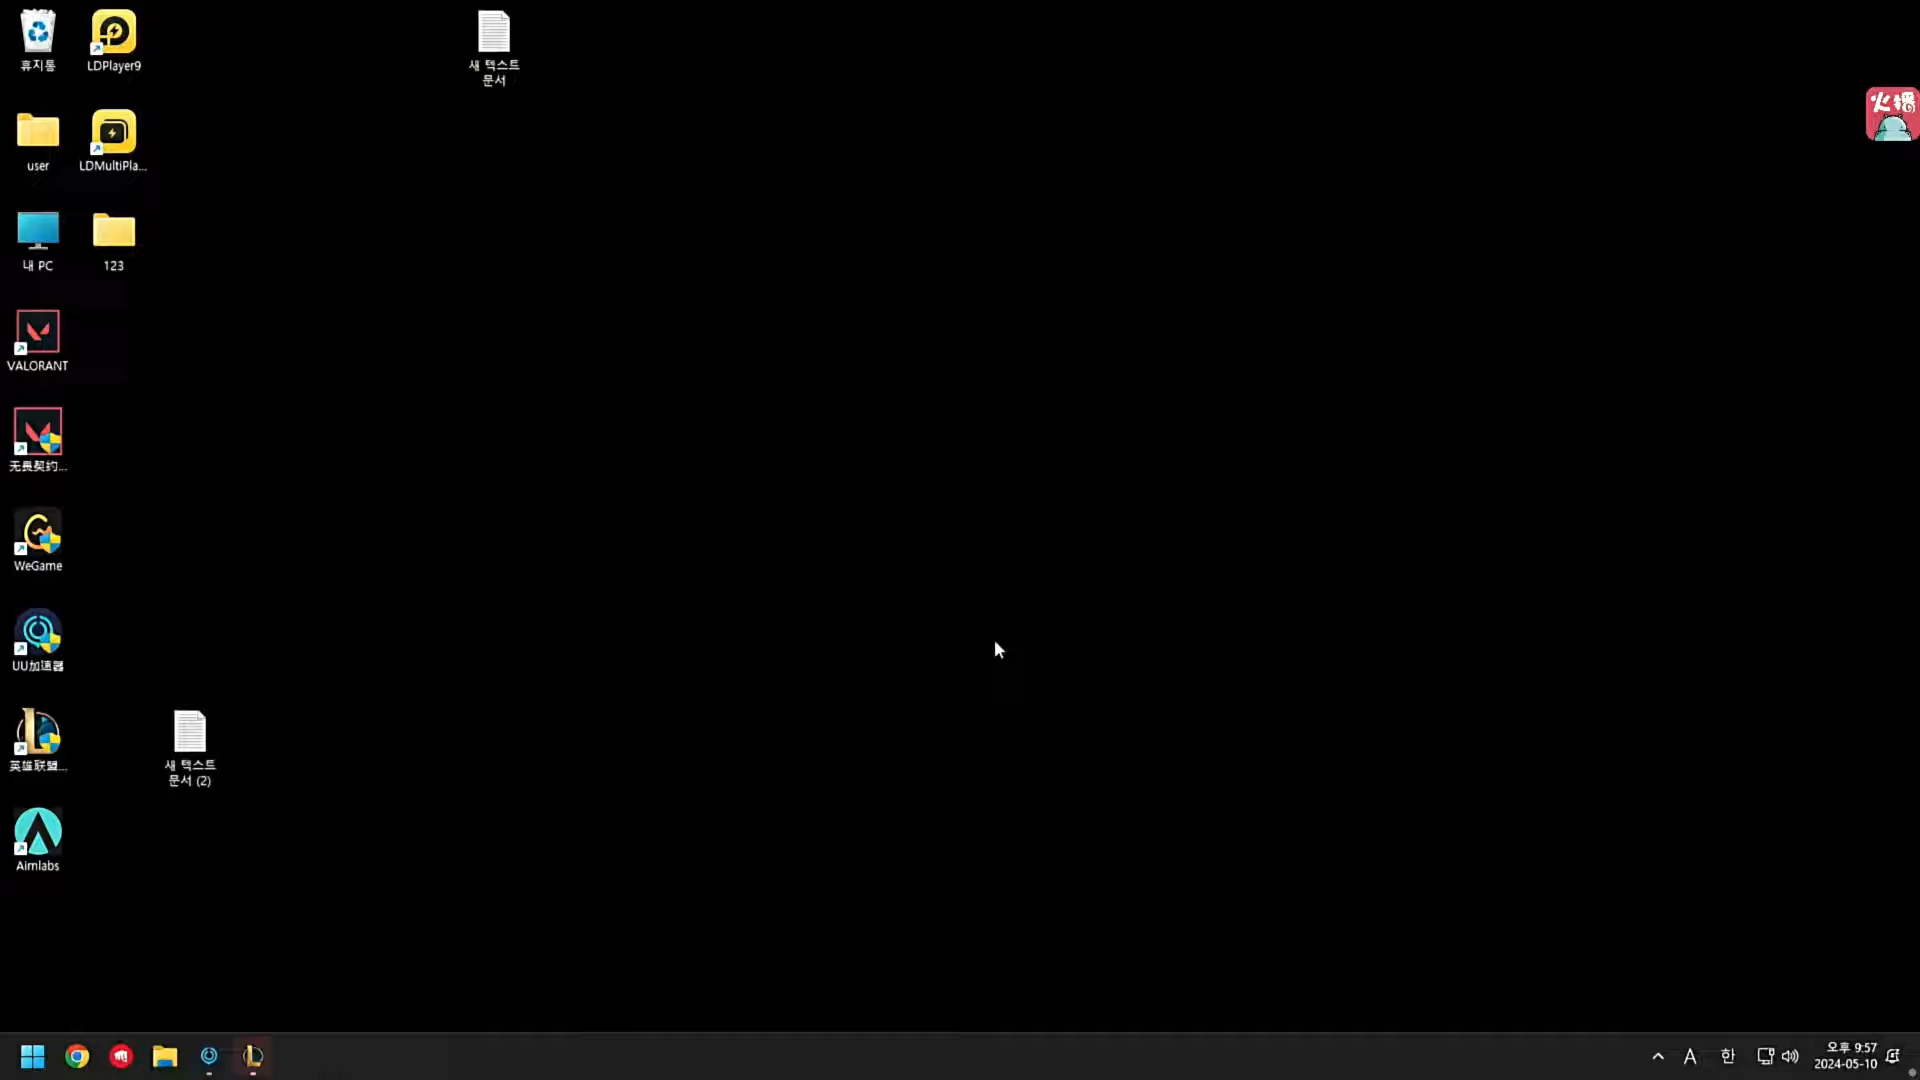 휴지통
LDPlayer9
새 텍스트
문서
火播
user
LDMultiPla...
내 PC
123
VALORANT
无畏契约...
WeGame
UU加速器
英雄联盟...
새 텍스트
문서 (2)
Aimlabs
A
한
오후 9:57
2024-05-10